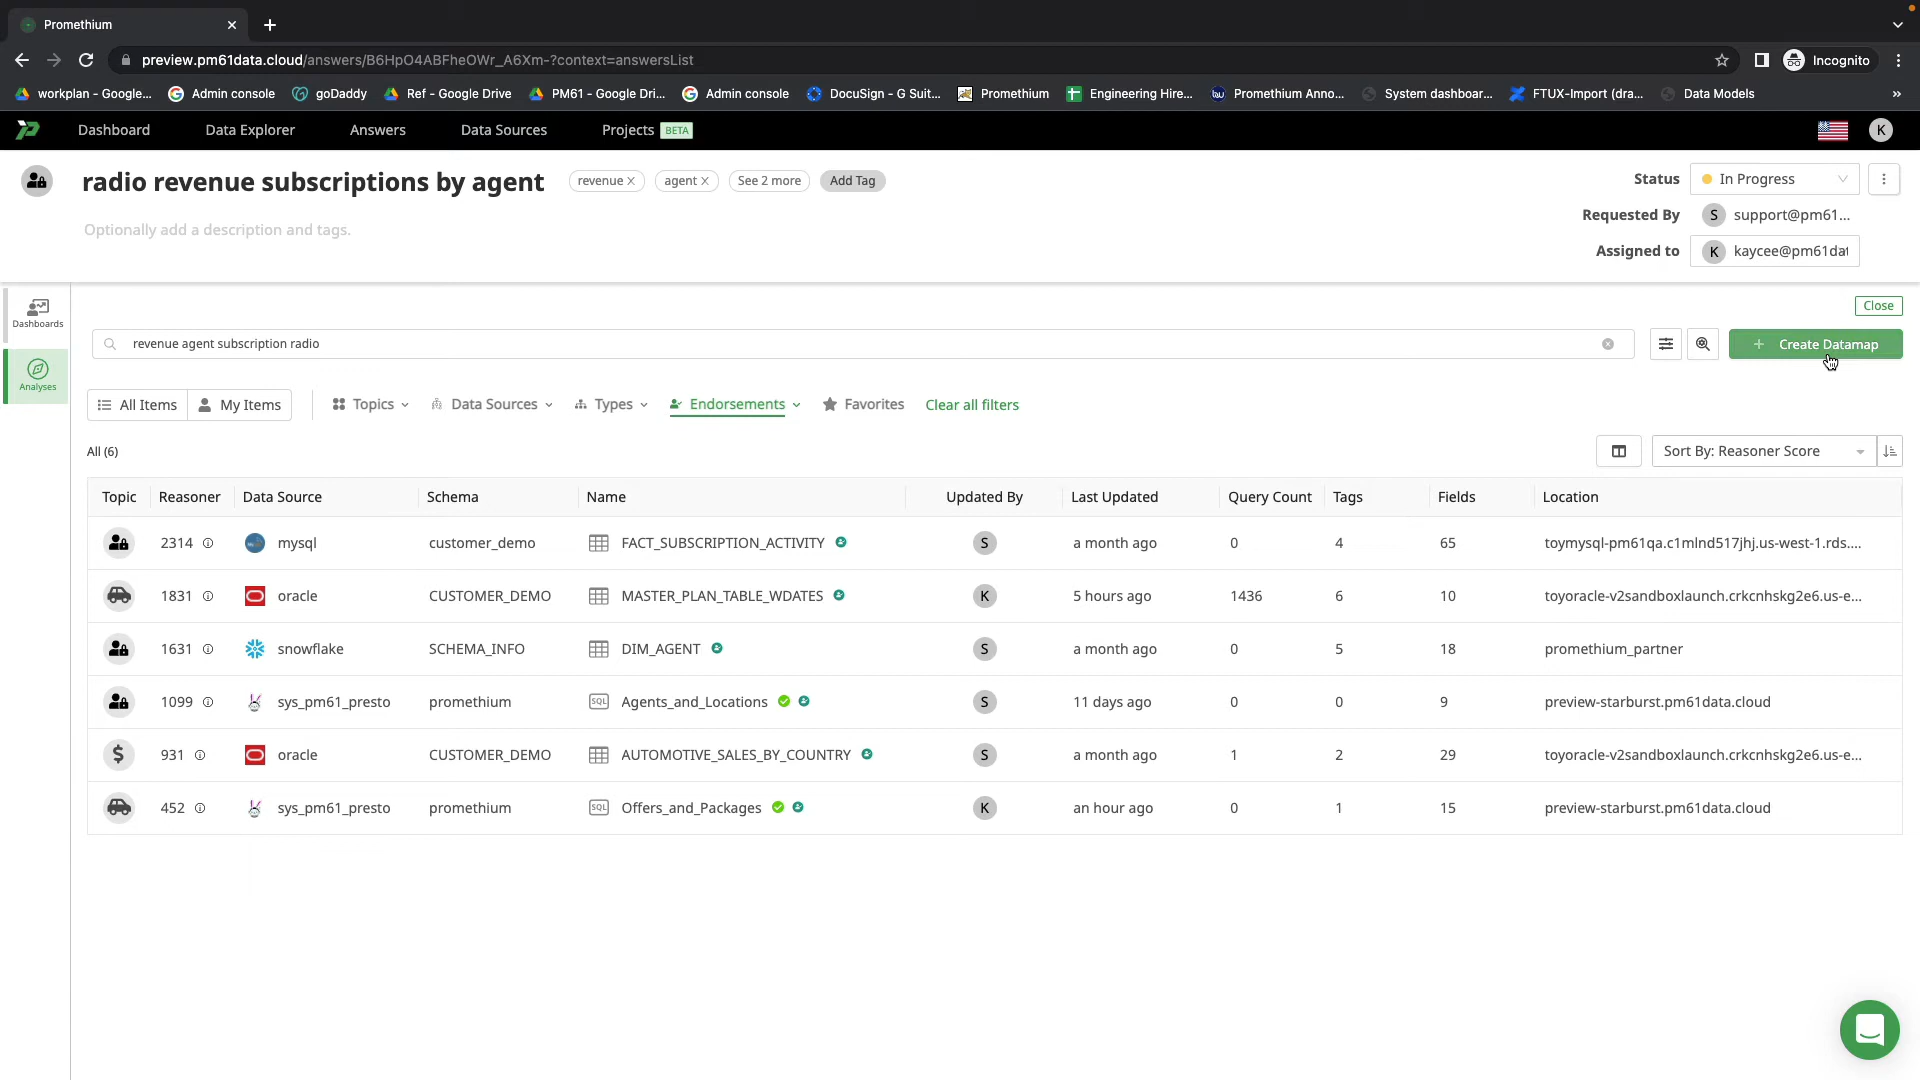 Promethium
preview.pm61data.cloud/answers/B6HpO4ABFheOWr_A6Xm-?context=answersList
Incognito
workplan - Google...
Admin console
goDaddy
Ref - Google Drive
PM61 - Google Dri...
Admin console
DocuSign - G Suit...
Promethium
Engineering Hire...
Promethium Anno...
System dashboar...
FTUX-Import (dra...
Data Models
Dashboard
Data Explorer
Answers
Data Sources
Projects BETA
K
radio revenue subscriptions by agent
revenue
agent
See 2 more
Add Tag
Optionally add a description and tags.
Status In Progress
Requested By S support@pm61...
Assigned to K kaycee@pm61dat
Dashboards
Analyses
Close
revenue agent subscription radio
+ Create Datamap
All Items
My Items
Topics
Data Sources
Types
Endorsements
Favorites
Clear all filters
All (6)
Sort By: Reasoner Score
Topic Reasoner Data Source Schema Name Updated By Last Updated Query Count Tags Fields Location
2314 mysql customer_demo FACT_SUBSCRIPTION_ACTIVITY S a month ago 0 4 65 toymysql-pm61qa.c1mlnd517jhj.us-west-1.rds....
1831 oracle CUSTOMER_DEMO MASTER_PLAN_TABLE_WDATES K 5 hours ago 1436 6 10 toyoracle-v2sandboxlaunch.crkcnhskg2e6.us-e...
1631 snowflake SCHEMA_INFO DIM_AGENT S a month ago 0 5 18 promethium_partner
1099 sys_pm61_presto promethium SQL Agents_and_Locations S 11 days ago 0 0 9 preview-starburst.pm61data.cloud
$ 931 oracle CUSTOMER_DEMO AUTOMOTIVE_SALES_BY_COUNTRY S a month ago 1 2 29 toyoracle-v2sandboxlaunch.crkcnhskg2e6.us-e...
452 sys_pm61_presto promethium SQL Offers_and_Packages K an hour ago 0 1 15 preview-starburst.pm61data.cloud